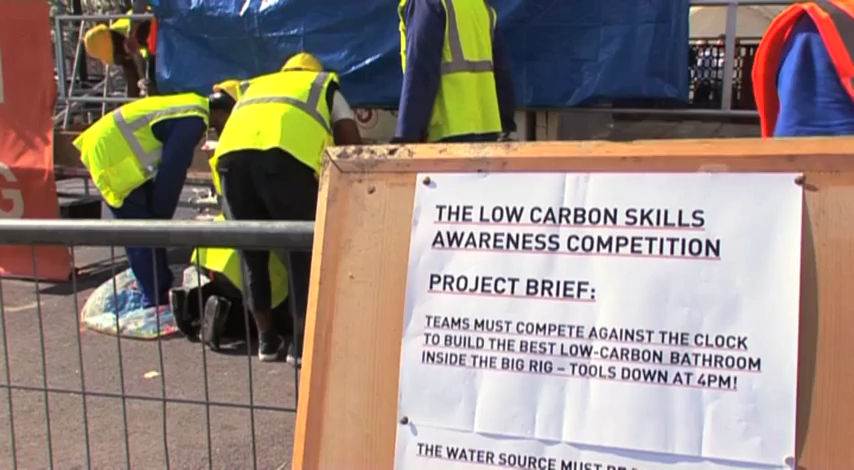 THE LOW CARBON SKILLS
AWARENESS COMPETITION
PROJECT BRIEF:
TEAMS MUST COMPETE AGAINST THE CLOCK
TO BUILD THE BEST LOW-CARBON BATHROOM
INSIDE THE BIG RIG – TOOLS DOWN AT 4PM!
THE WATER SOURCE MUST
G